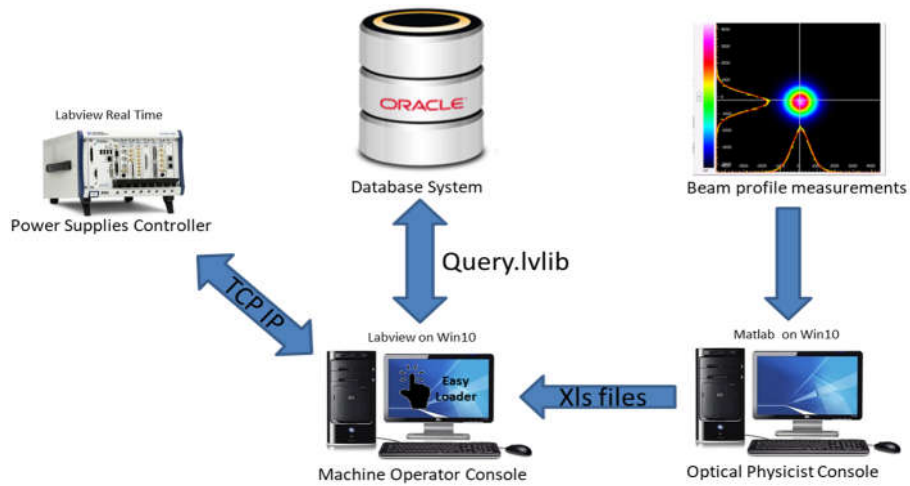 Labview Real Time
Power Supplies Controller
ORACLE
Database System
Beam profile measurements
TCP IP
Query.lvlib
Labview on Win10
Easy
Loader
Machine Operator Console
Xls files
Matlab on Win10
Optical Physicist Console